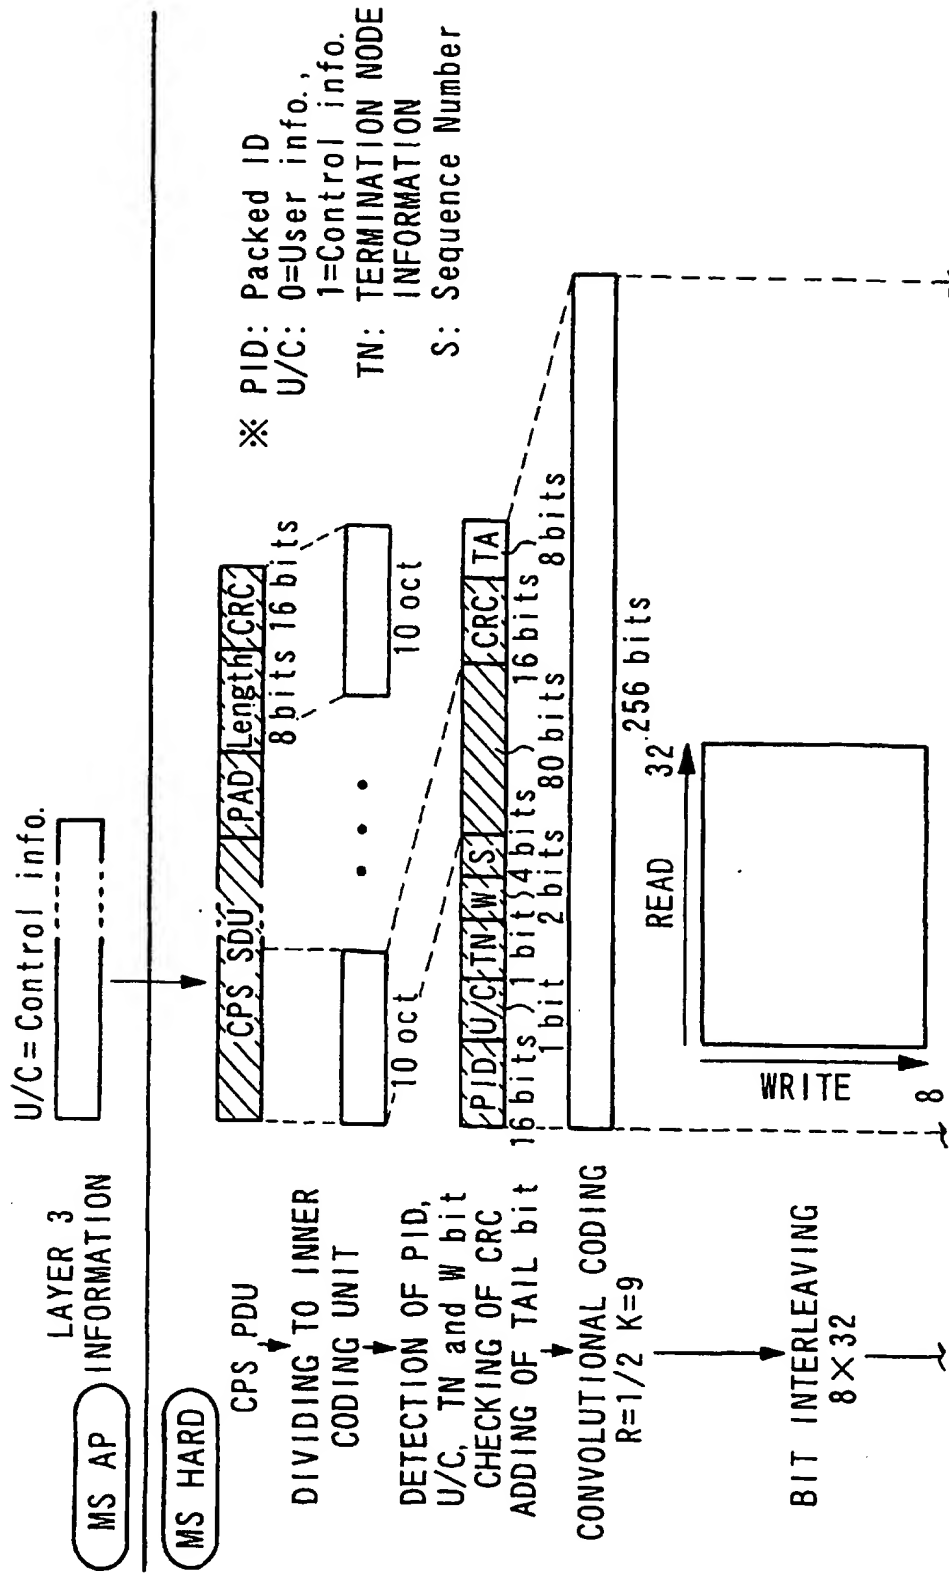 U/C=Control info.
LAYER 3
INFORMATION
MS AP
MS HARD
※ PID: Packed ID
U/C: 0=User info.,
1=Control info.
TN: TERMINATION NODE
INFORMATION
S: Sequence Number
CPS PDU
CPS SDU PAD Length CRC
8 bits 16 bits
DIVIDING TO INNER
CODING UNIT
10 oct
10 oct
DETECTION OF PID,
U/C, TN and W bit
CHECKING OF CRC
ADDING OF TAIL bit
PID U/C TN W S CRC TA
16 bits 1 bit 4 bits 80 bits 16 bits 8 bits
1 bit 2 bits
CONVOLUTIONAL CODING
R=1/2 K=9
256 bits
BIT INTERLEAVING
8×32
READ 32
WRITE
8